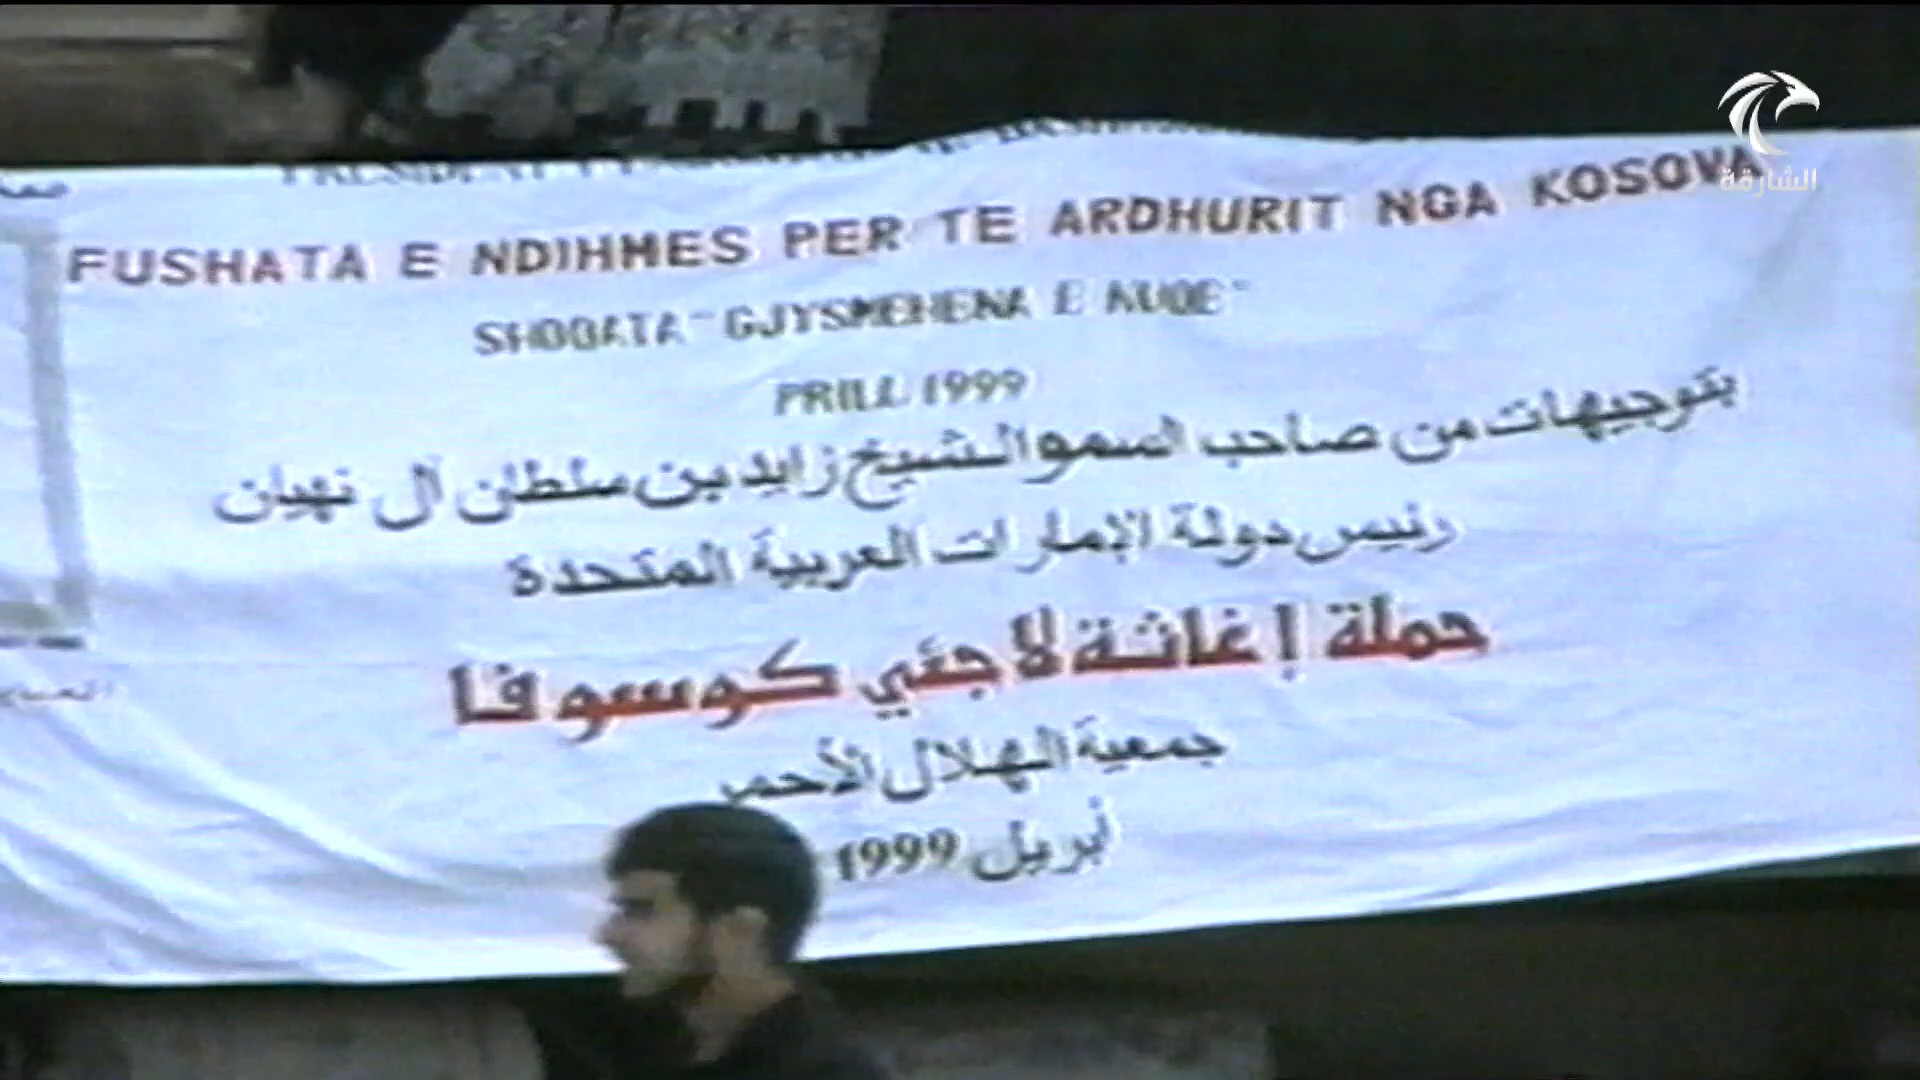 FUSHATA E NDIHMES PER TE ARDHURIT NGA KOSOVA
SHOQATA "GJYSMEHENA E KUQE"
PRILL 1999
بتوجيهات من صاحب السمو الشيخ زايد بن سلطان آل نهيان
رئيس دولة الإمارات العربية المتحدة
حملة إغاثة لاجئي كوسوفا
جمعية الهلال الأحمر
أبريل 1999
الشارقة